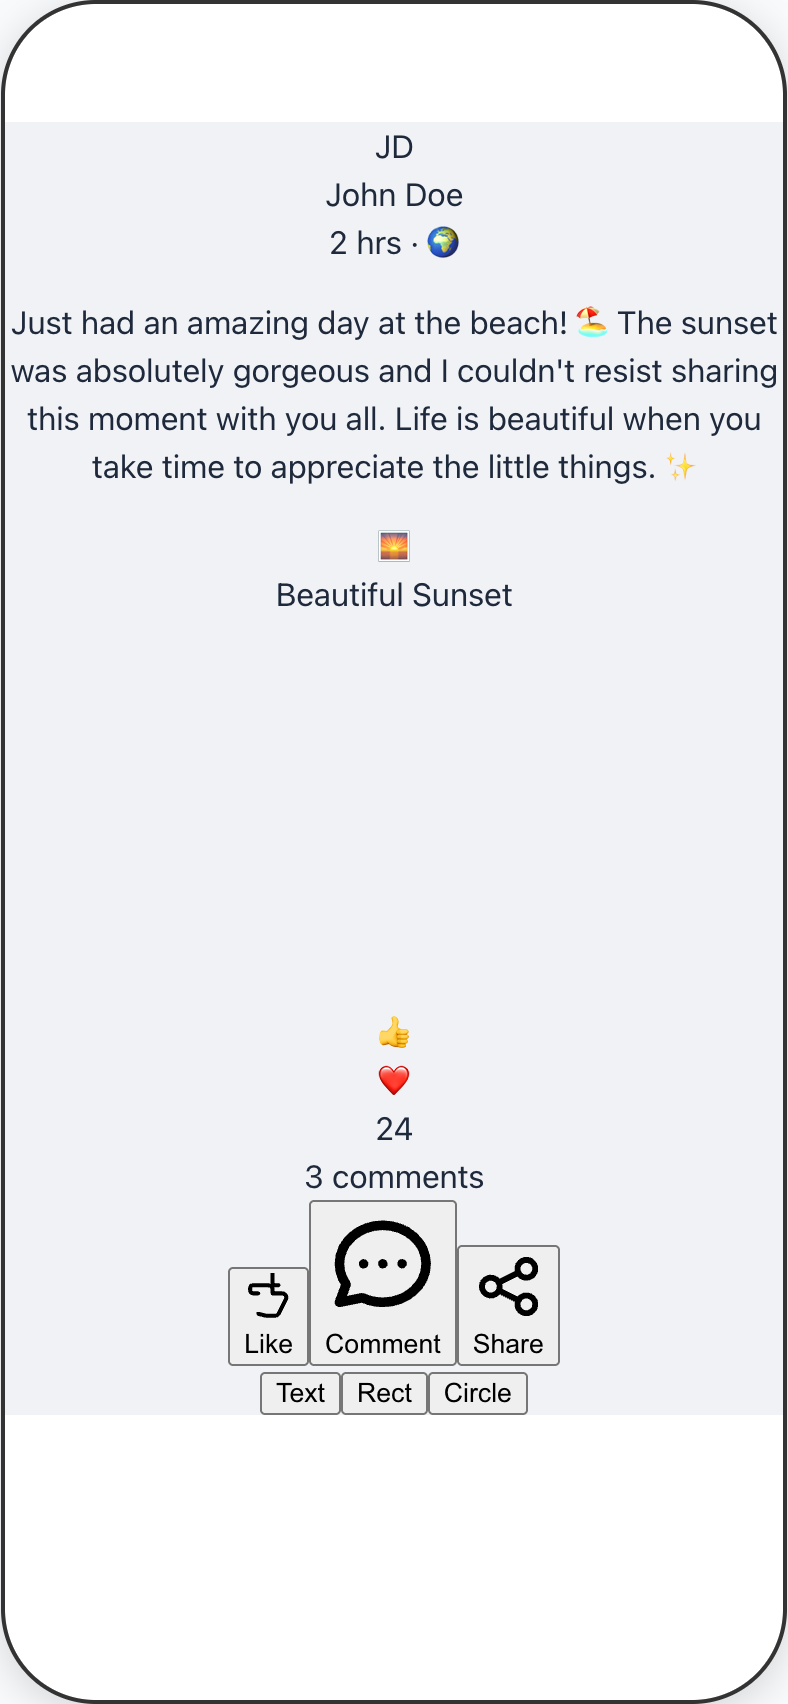 JD
John Doe
2 hrs · 🌍
Just had an amazing day at the beach! 🏖️ The sunset
was absolutely gorgeous and I couldn't resist sharing
this moment with you all. Life is beautiful when you
take time to appreciate the little things. ✨
🌅
Beautiful Sunset
👍
❤️
24
3 comments
Like Comment Share
Text Rect Circle